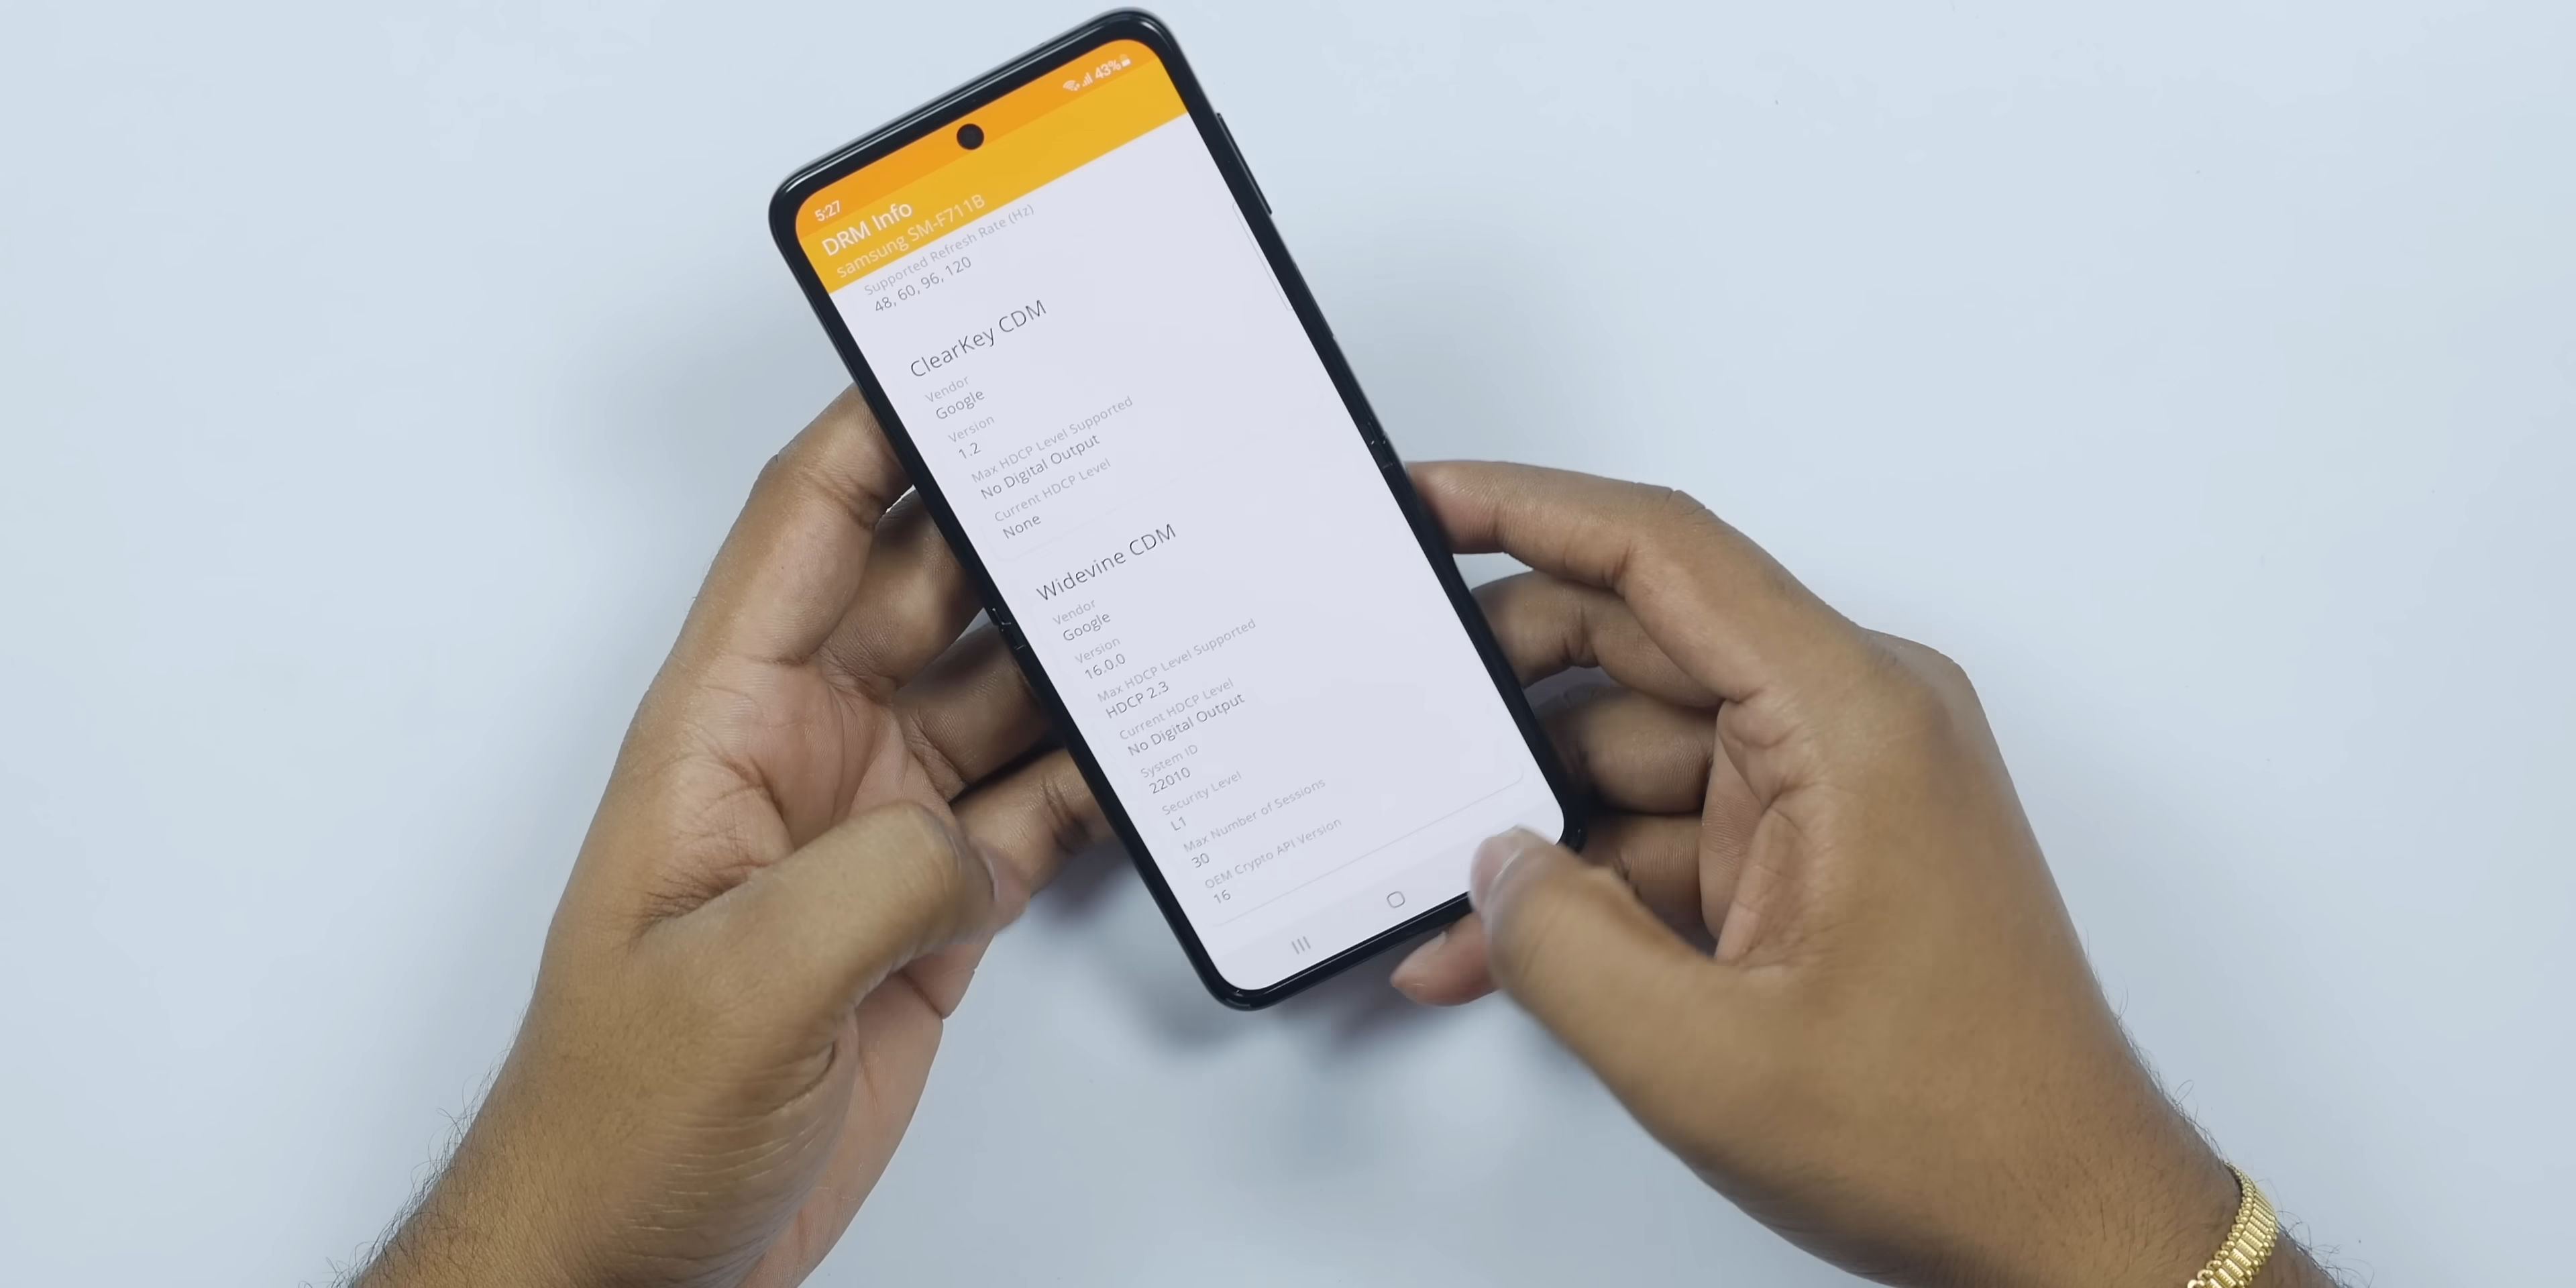 5:27
43%
DRM Info
samsung SM-F711B
Supported Refresh Rate (Hz)
48, 60, 96, 120
ClearKey CDM
Vendor
Google
Version
1.2
Max HDCP Level Supported
No Digital Output
Current HDCP Level
None
Widevine CDM
Vendor
Google
Version
16.0.0
Max HDCP Level Supported
HDCP 2.3
Current HDCP Level
No Digital Output
System ID
22010
Security Level
L1
Max Number of Sessions
30
OEM Crypto API Version
16